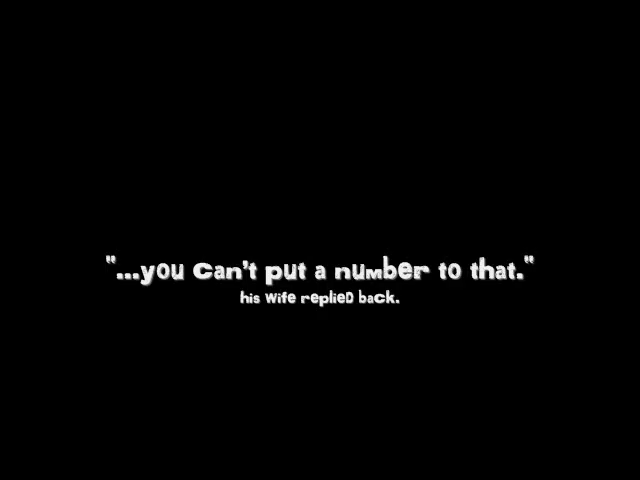 "...you can't put a number to that."
his wife replied back.